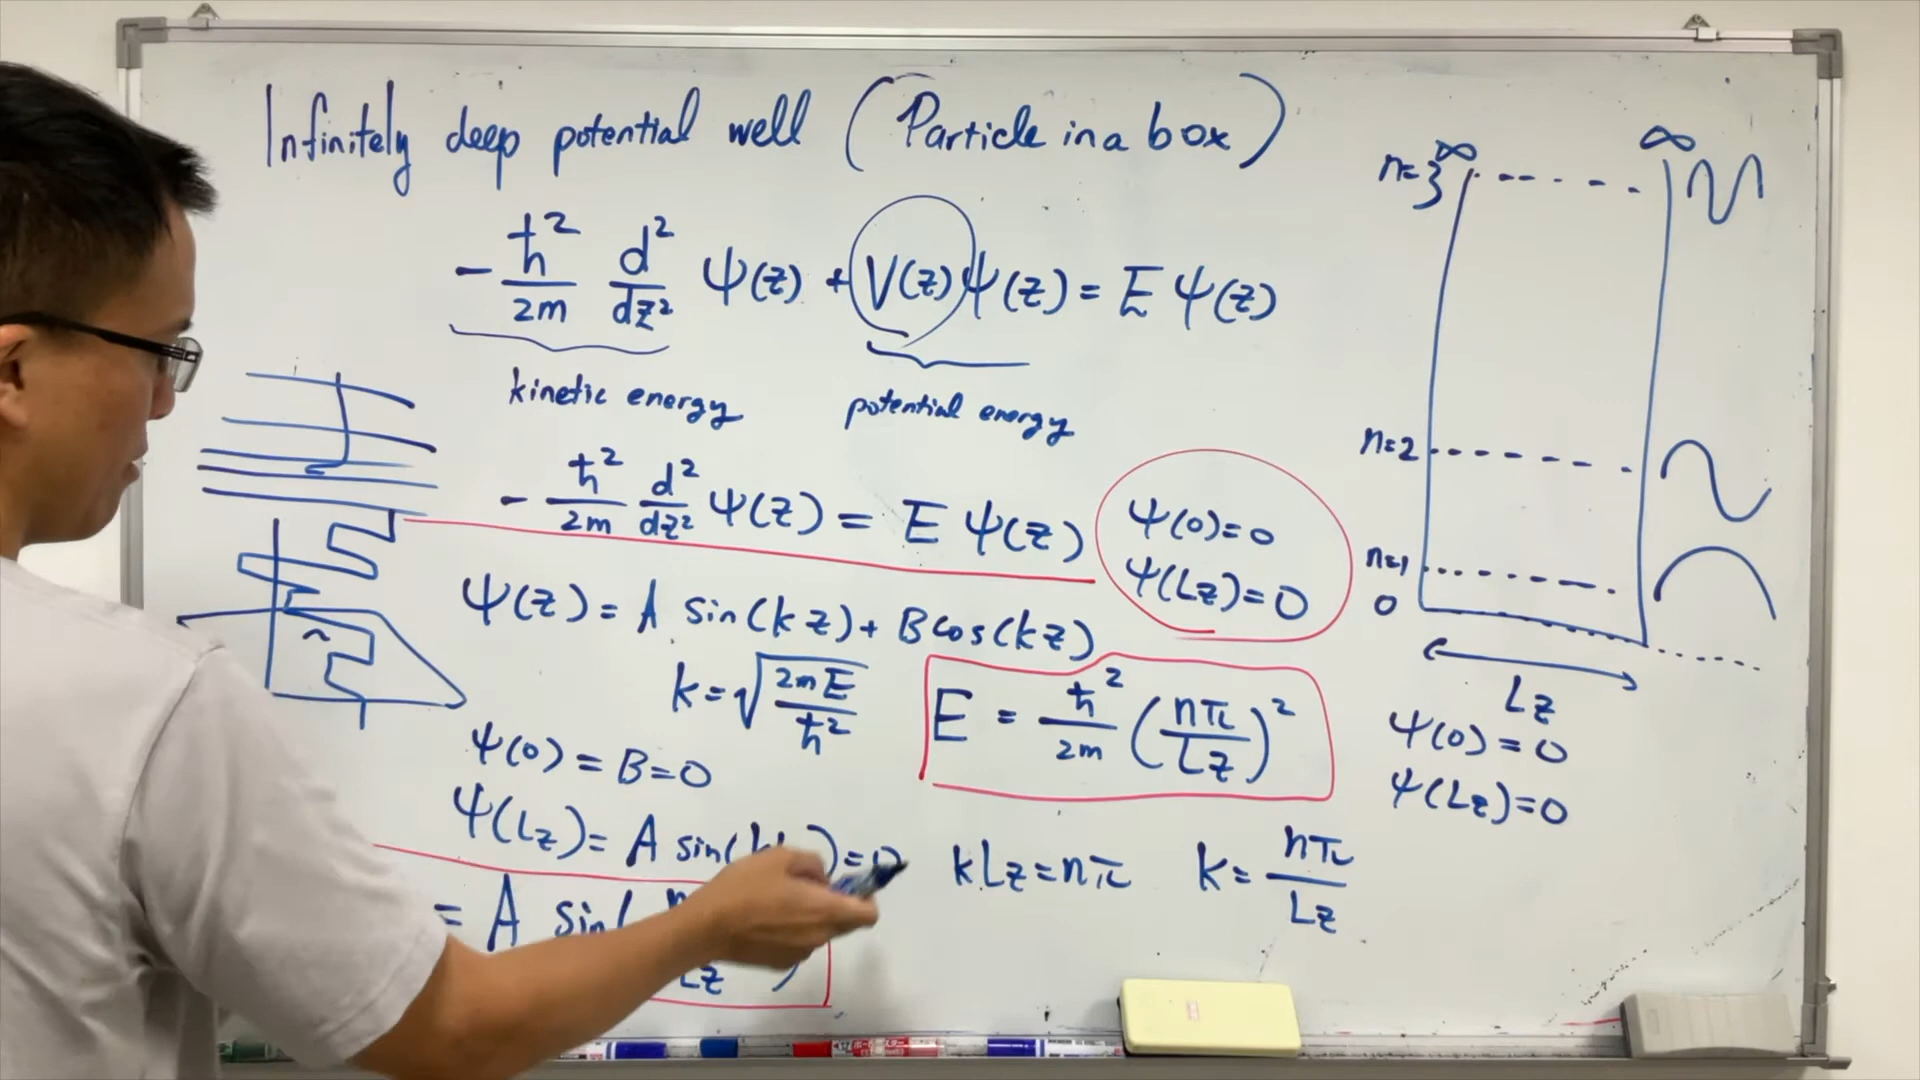 Infinitely deep potential well (Particle in a box)
-ħ²/2m d²/dz² Ψ(z) + V(z)Ψ(z) = E Ψ(z)
kinetic energy
potential energy
-ħ²/2m d²/dz² Ψ(z) = E Ψ(z)
Ψ(0)=0
Ψ(Lz)=0
Ψ(z) = A sin(kz) + B cos(kz)
k = √(2mE/ħ²)
E = ħ²/2m (nπ/Lz)²
Ψ(0) = B = 0
Ψ(Lz) = A sin(k
)=0
kLz = nπ
k = nπ/Lz
= A sin(
Lz
)
∞
∞
n=3
n=2
n=1
0
Lz
Ψ(0) = 0
Ψ(Lz) = 0